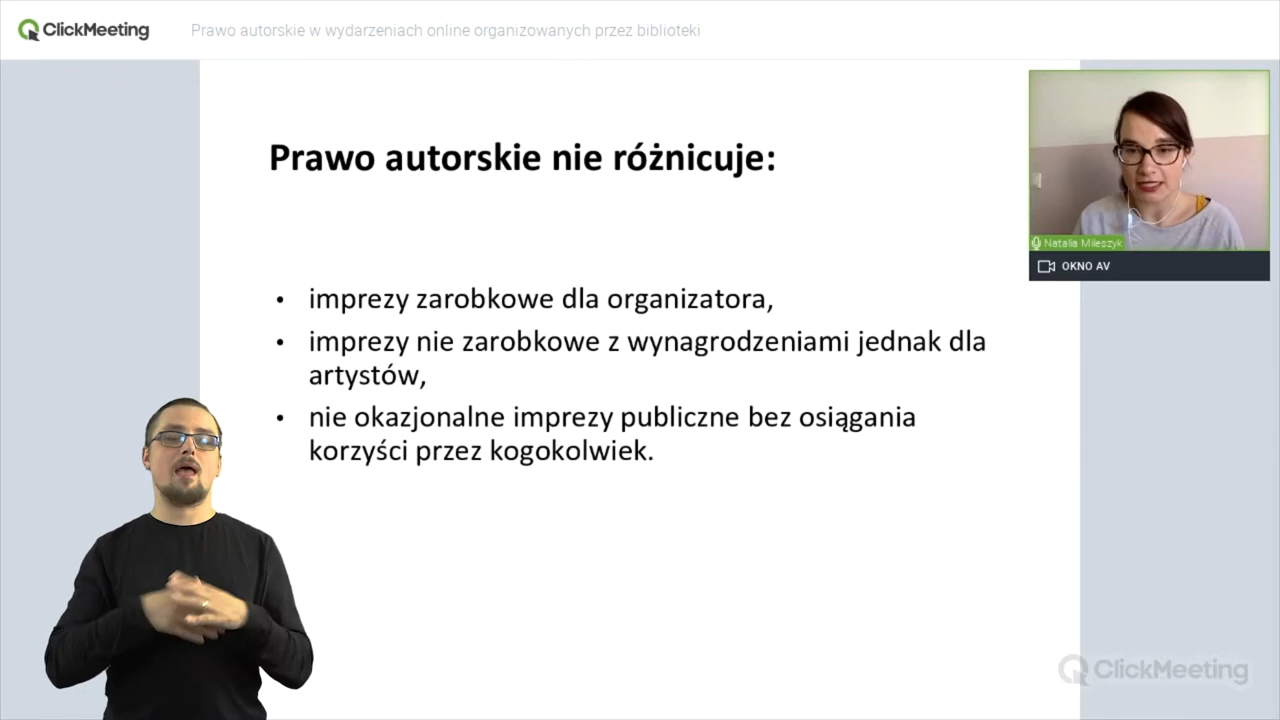 ClickMeeting
Prawo autorskie w wydarzeniach online organizowanych przez biblioteki
Prawo autorskie nie różnicuje:
• imprezy zarobkowe dla organizatora,
• imprezy nie zarobkowe z wynagrodzeniami jednak dla
artystów,
• nie okazjonalne imprezy publiczne bez osiągania
korzyści przez kogokolwiek.
Natalia Mileszyk
OKNO AV
ClickMeeting